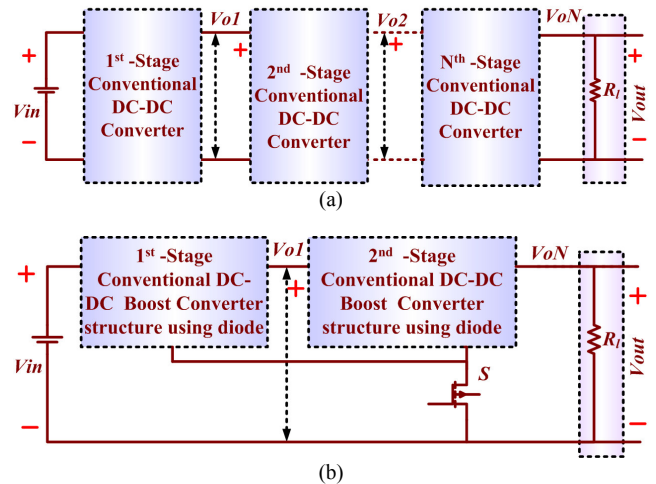 Vo1
Vo2
VoN
+
+
+
+
1st -Stage
Conventional
DC-DC
Converter
2nd -Stage
Conventional
DC-DC
Converter
Nth-Stage
Conventional
DC-DC
Converter
Vin
Rl
Vout
−
−
(a)
1st -Stage
Conventional DC-
DC Boost Converter
structure using diode
Vo1
2nd -Stage
Conventional DC-DC
Boost Converter
structure using diode
VoN
+
+
+
Vin
S
Rl
Vout
−
−
(b)